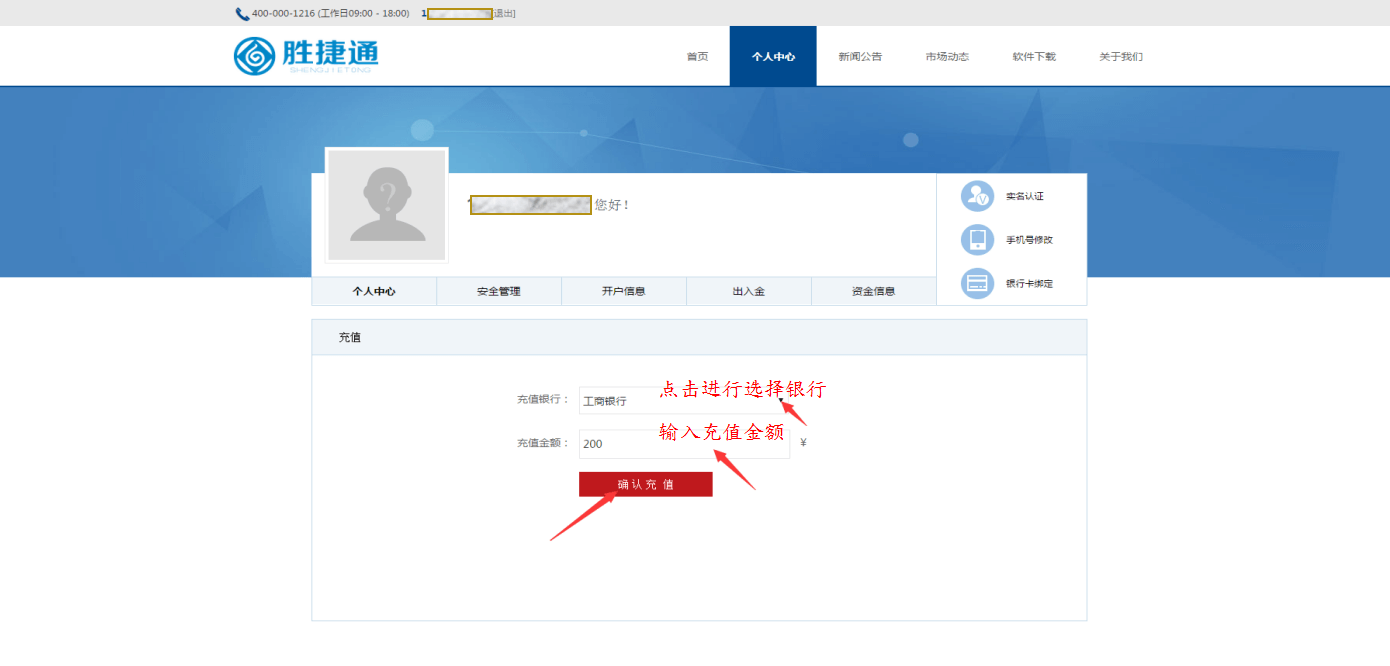 400-000-1216 (工作日09:00 - 18:00) 1 退出]
胜捷通
SHENGJIETONG
首页 个人中心 新闻公告 市场动态 软件下载 关于我们
?
您好！
实名认证
手机号修改
银行卡绑定
个人中心 安全管理 开户信息 出入金 资金信息
充值
点击进行选择银行
充值银行： 工商银行
输入充值金额
充值金额： 200 ¥
确认充 值